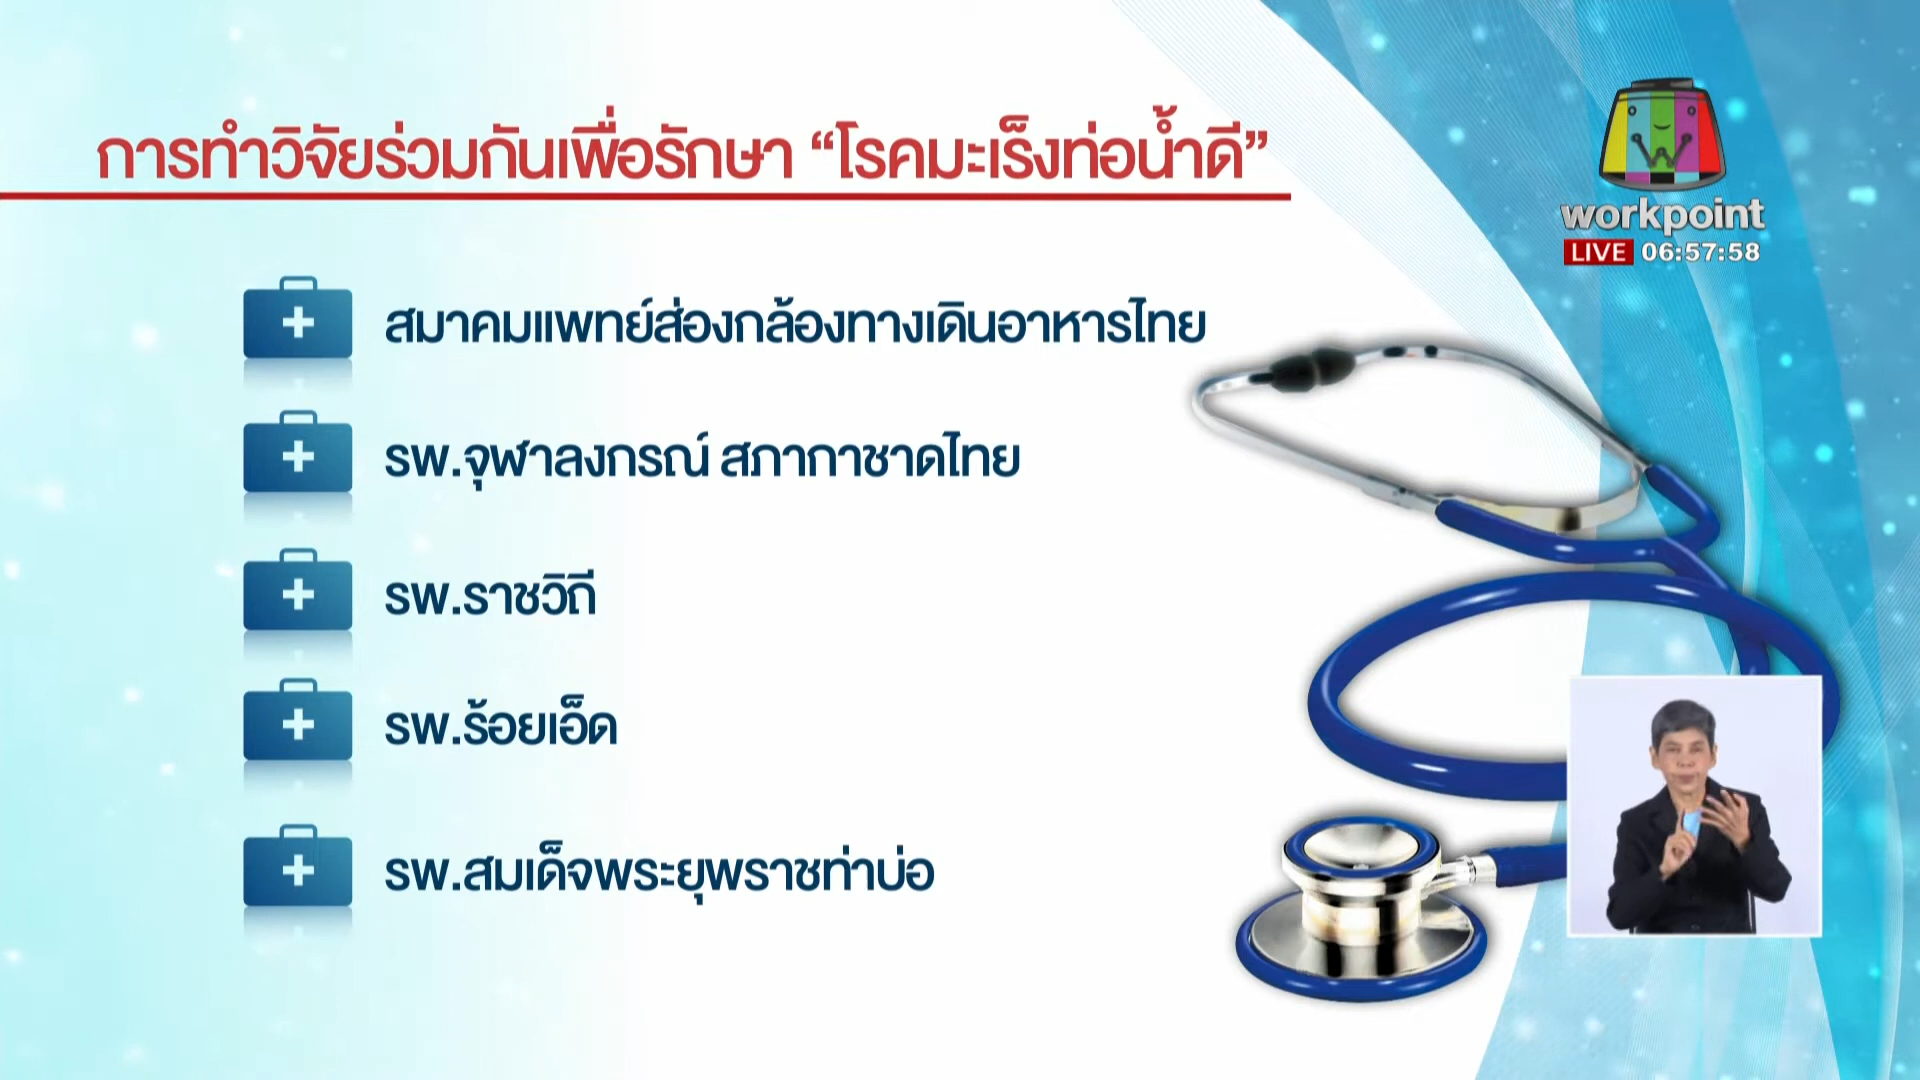 การทำวิจัยร่วมกันเพื่อรักษา “โรคมะเร็งท่อน้ำดี”
workpoint
LIVE 06:57:58
สมาคมแพทย์ส่องกล้องทางเดินอาหารไทย
รพ.จุฬาลงกรณ์ สภากาชาดไทย
รพ.ราชวิถี
รพ.ร้อยเอ็ด
รพ.สมเด็จพระยุพราชท่าบ่อ